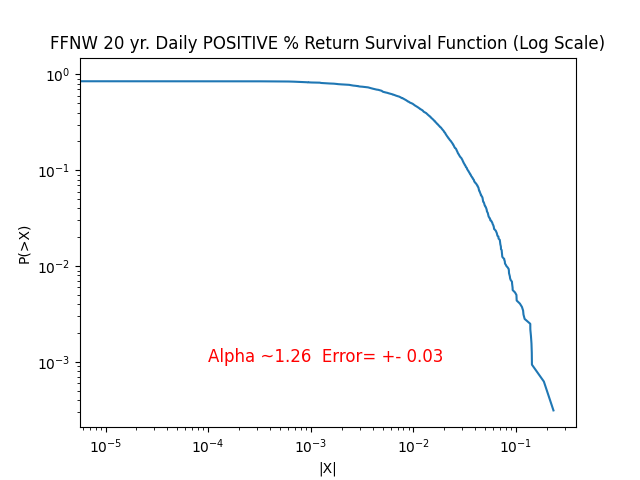 FFNW 20 yr. Daily POSITIVE % Return Survival Function (Log Scale)
10⁰
10⁻¹
10⁻²
10⁻³
P(>X)
Alpha ~1.26  Error= +- 0.03
10⁻⁵ 10⁻⁴ 10⁻³ 10⁻² 10⁻¹
|X|